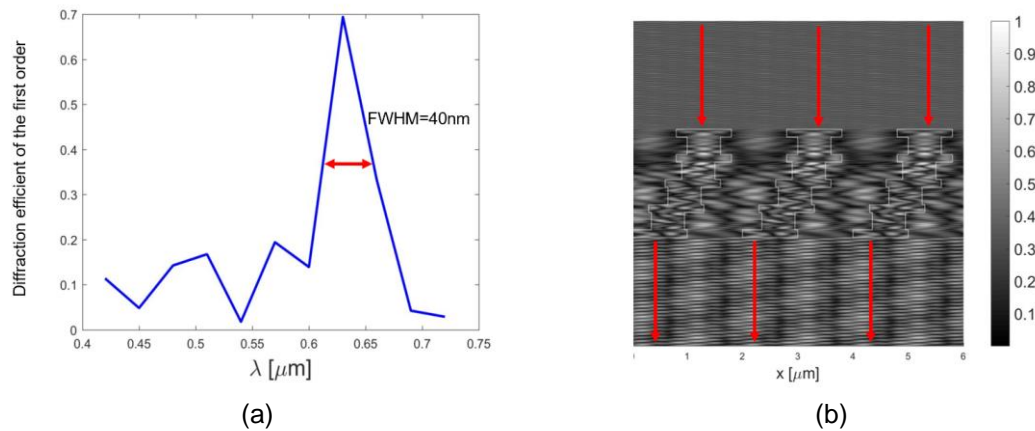 0.7
0.6
0.5
0.4
0.3
0.2
0.1
0
Diffraction efficient of the first order
FWHM=40nm
0.4 0.45 0.5 0.55 0.6 0.65 0.7 0.75
λ [μm]
(a)
1
0.9
0.8
0.7
0.6
0.5
0.4
0.3
0.2
0.1
1 2 3 4 5 6
x [μm]
(b)